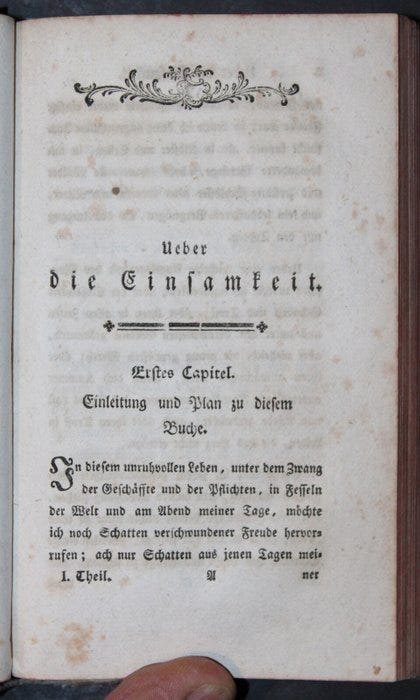 Ueber
die Einsamkeit.
Erstes Capitel.
Einleitung und Plan zu diesem
Buche.
In diesem unruhvollen Leben, unter dem Zwang
der Geschäffte und der Pflichten, in Fesseln
der Welt und am Abend meiner Tage, möchte
ich noch Schatten verschwundener Freude hervor-
rufen; ach nur Schatten aus jenen Tagen mei-
I. Theil. A ner